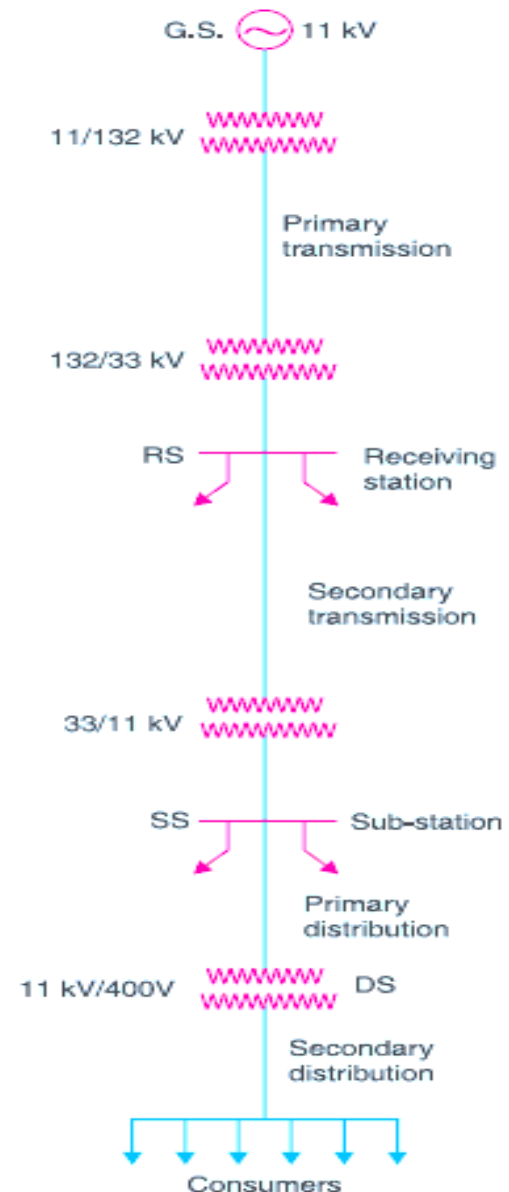 G.S. 11 kV
11/132 kV
Primary
transmission
132/33 kV
RS Receiving
station
Secondary
transmission
33/11 kV
SS Sub-station
Primary
distribution
11 kV/400V DS
Secondary
distribution
Consumers